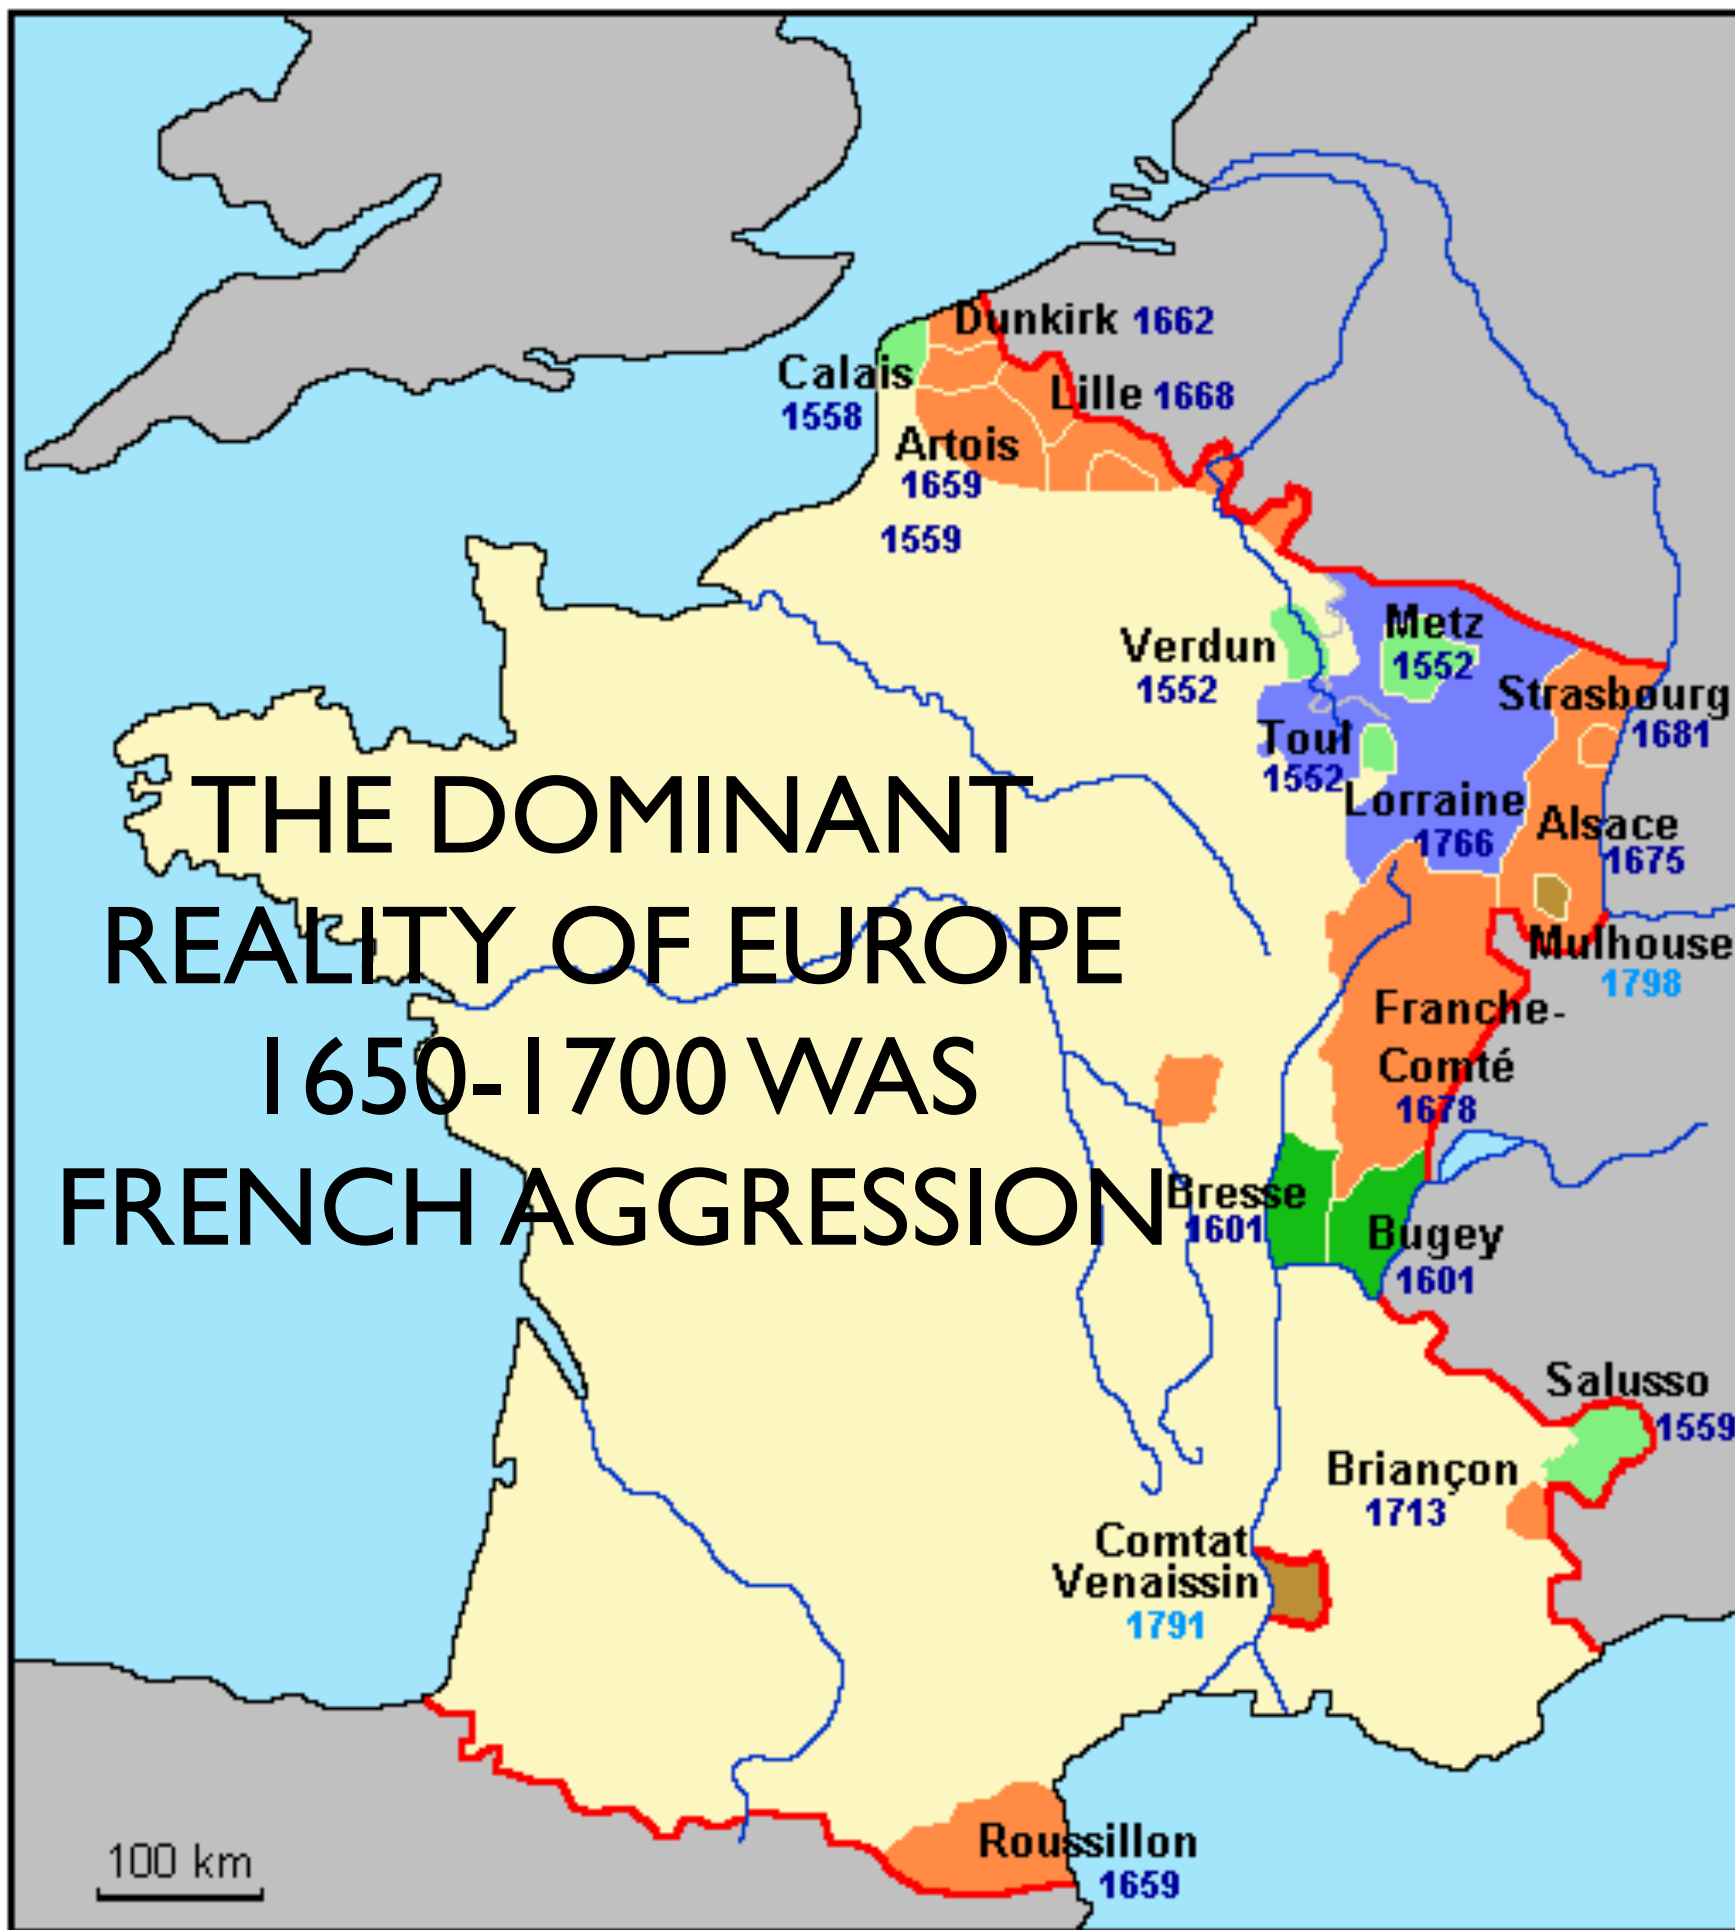 Dunkirk 1662
Calais
1558
Lille 1668
Artois
1659
1559
Verdun
1552
Metz
1552
Strasbourg
1681
Toul
1552
Lorraine
1766
Alsace
1675
THE DOMINANT
REALITY OF EUROPE
1650-1700 WAS
FRENCH AGGRESSION
Mulhouse
1798
Franche-
Comté
1678
Bresse
1601
Bugey
1601
Salusso
1559
Briançon
1713
Comtat
Venaissin
1791
Roussillon
1659
100 km